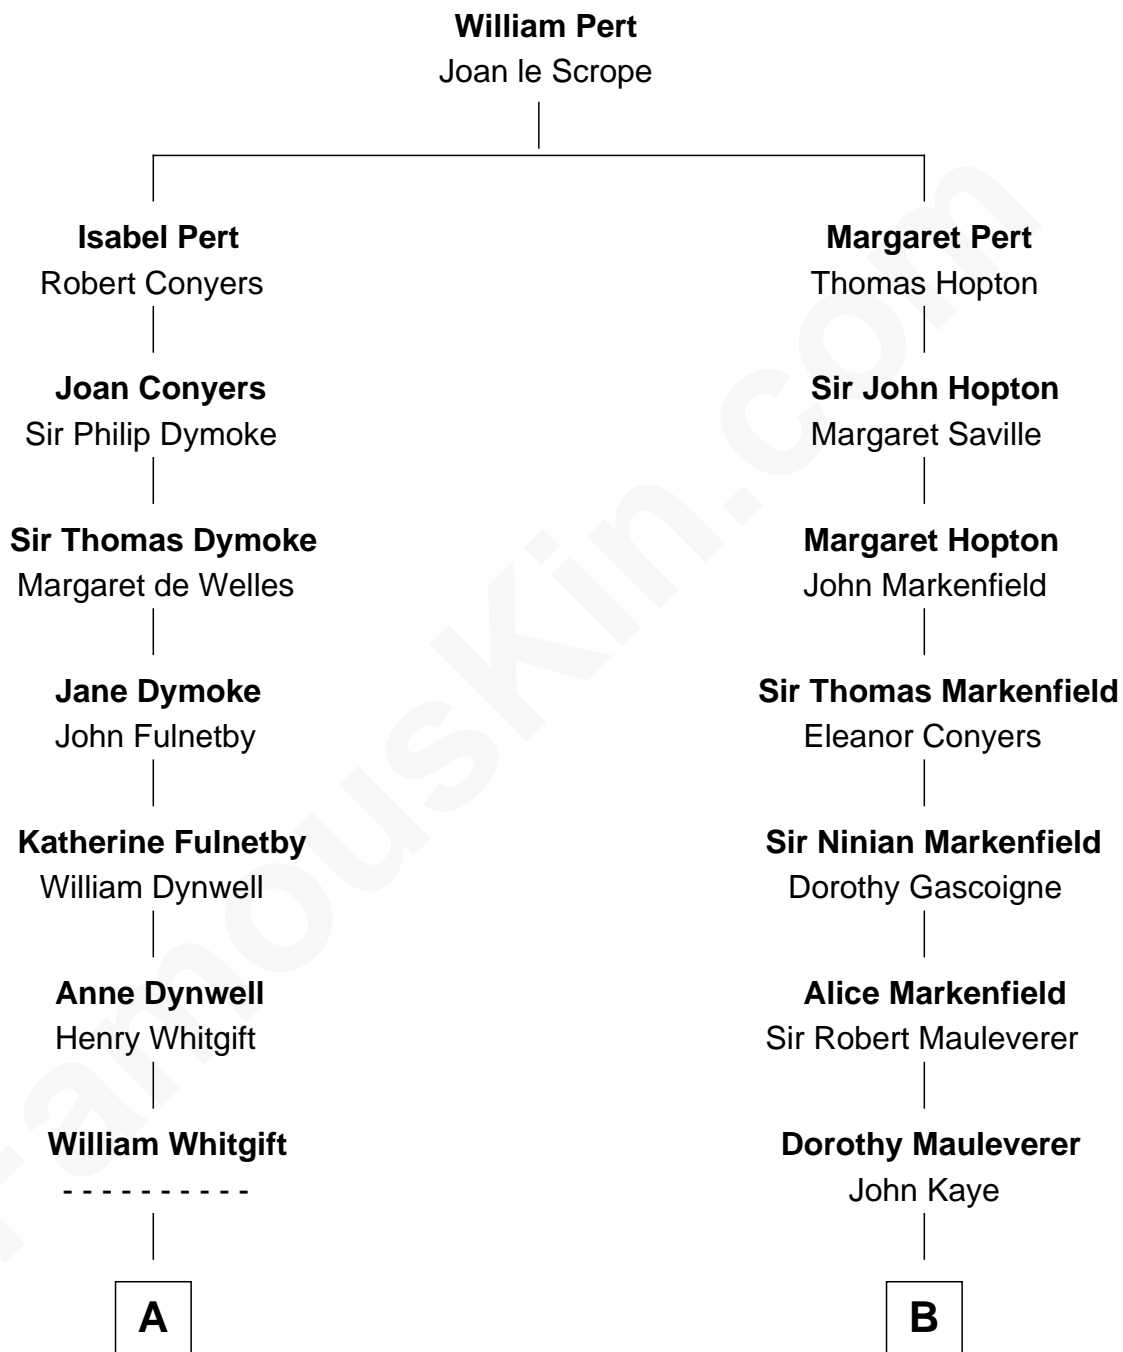 William Pert
Joan le Scrope
Isabel Pert
Robert Conyers
Margaret Pert
Thomas Hopton
Joan Conyers
Sir Philip Dymoke
Sir John Hopton
Margaret Saville
Sir Thomas Dymoke
Margaret de Welles
Margaret Hopton
John Markenfield
Jane Dymoke
John Fulnetby
Sir Thomas Markenfield
Eleanor Conyers
Katherine Fulnetby
William Dynwell
Sir Ninian Markenfield
Dorothy Gascoigne
Anne Dynwell
Henry Whitgift
Alice Markenfield
Sir Robert Mauleverer
William Whitgift
- - - - - - - - - -
Dorothy Mauleverer
John Kaye
A
B
FamousKin.com